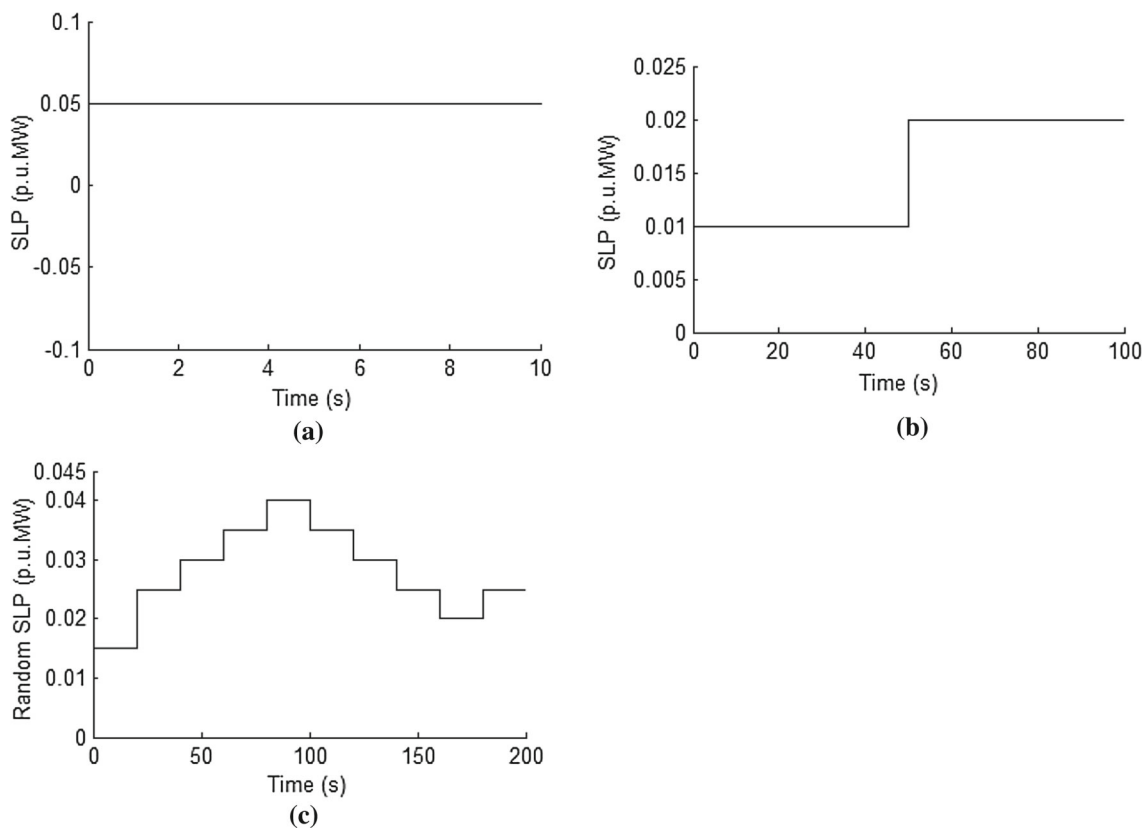 0.1
0.05
0
-0.05
-0.1
SLP (p.u.MW)
0 2 4 6 8 10
Time (s)
(a)
0.025
0.02
0.015
0.01
0.005
0
SLP (p.u.MW)
0 20 40 60 80 100
Time (s)
(b)
0.045
0.04
0.03
0.02
0.01
0
Random SLP (p.u.MW)
0 50 100 150 200
Time (s)
(c)